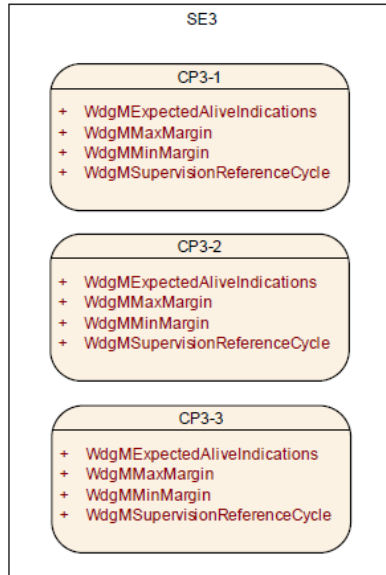 SE3
CP3-1
+ WdgMExpectedAliveIndications
+ WdgMMaxMargin
+ WdgMMinMargin
+ WdgMSupervisionReferenceCycle
CP3-2
+ WdgMExpectedAliveIndications
+ WdgMMaxMargin
+ WdgMMinMargin
+ WdgMSupervisionReferenceCycle
CP3-3
+ WdgMExpectedAliveIndications
+ WdgMMaxMargin
+ WdgMMinMargin
+ WdgMSupervisionReferenceCycle